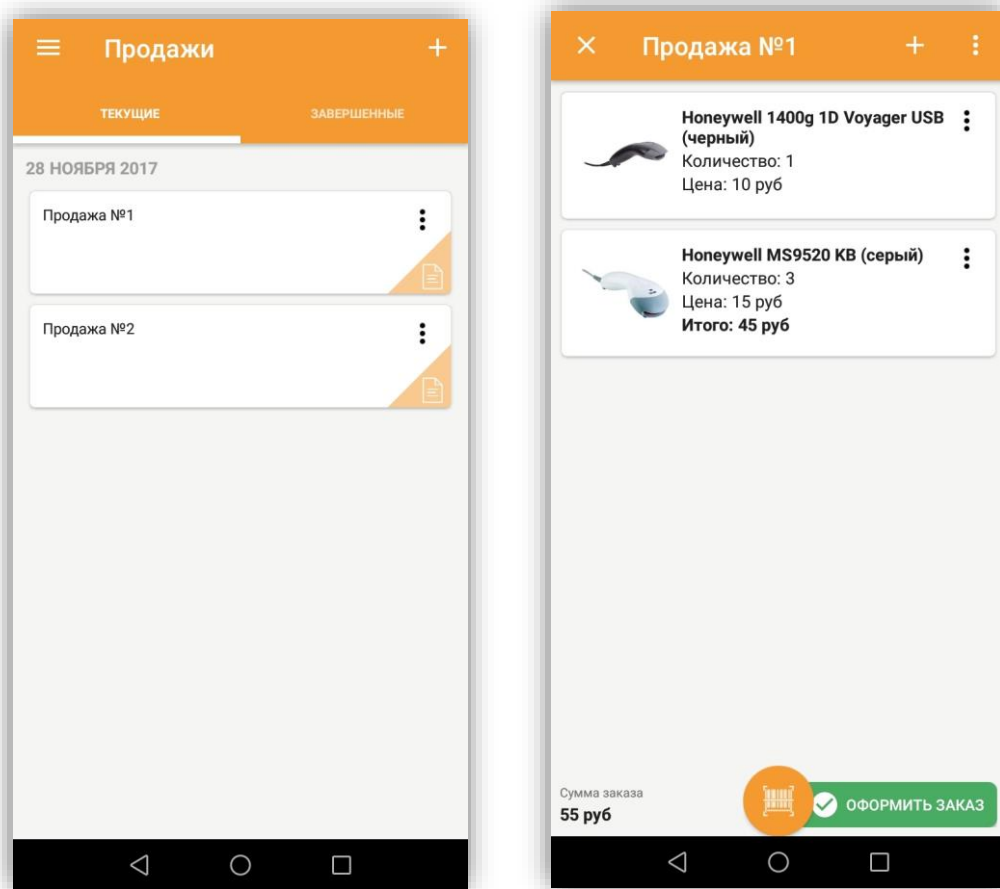 Продажи
ТЕКУЩИЕ
ЗАВЕРШЕННЫЕ
28 НОЯБРЯ 2017
Продажа №1
Продажа №2
Продажа №1
Honeywell 1400g 1D Voyager USB
(черный)
Количество: 1
Цена: 10 руб
Honeywell MS9520 KB (серый)
Количество: 3
Цена: 15 руб
Итого: 45 руб
Сумма заказа
55 руб
ОФОРМИТЬ ЗАКАЗ